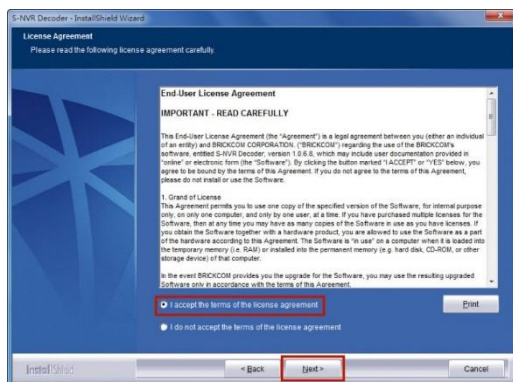 S-NVR Decoder - InstallShield Wizard
License Agreement
Please read the following license agreement carefully.
End-User License Agreement
IMPORTANT - READ CAREFULLY
This End-User License Agreement (the "Agreement") is a legal agreement between you (either an individual
of an entity) and BRICKCOM CORPORATION. ("BRICKCOM") regarding the use of the BRICKCOM's
software, entitled S-NVR Decoder, version 1.0.6.8, which may include user documentation provided in
"online" or electronic form (the "Software"). By clicking the button marked "I ACCEPT" or "YES" below, you
agree to be bound by the terms of this Agreement. If you do not agree to the terms of this Agreement,
please do not install or use the Software.
1. Grand of License
This Agreement permits you to use one copy of the specified version of the Software, for internal purpose
only, on only one computer, and only by one user, at a time. If you have purchased multiple licenses for the
Software, then at any time you may have as many copies of the Software in use as you have licenses. If
you obtain the Software together with a hardware product, you are allowed to use the Software as a part
of the hardware according to this Agreement. The Software is "in use" on a computer when it is loaded into
the temporary memory (i.e. RAM) or installed into the permanent memory (e.g. hard disk, CD-ROM, or other
storage device) of that computer.
In the event BRICKCOM provides you the upgrade for the Software, you may use the resulting upgraded
Software only in accordance with the terms of this Agreement.
I accept the terms of the license agreement
Print
I do not accept the terms of the license agreement
InstallShield
< Back
Next >
Cancel